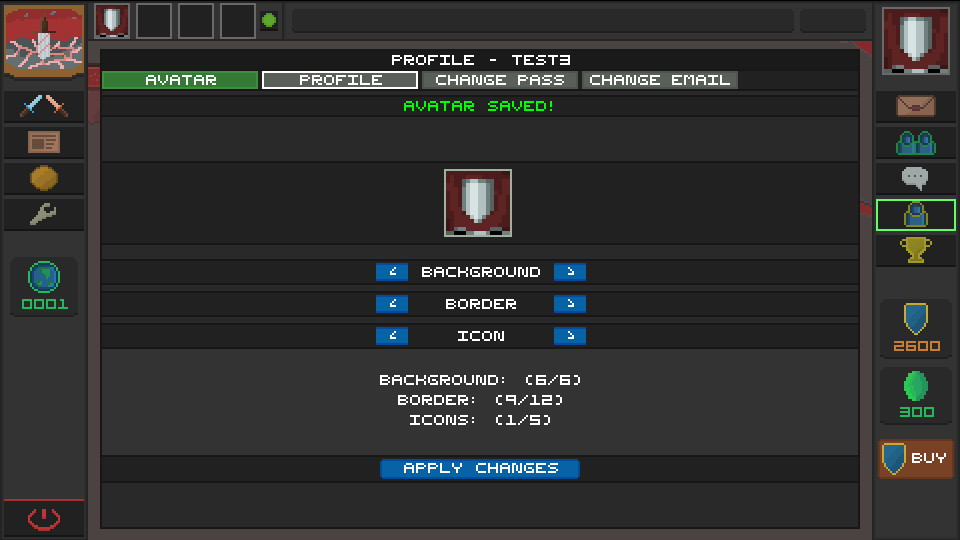 PROFILE - TEST3
AVATAR PROFILE CHANGE PASS CHANGE EMAIL
AVATAR SAVED!
< BACKGROUND >
0001
< BORDER >
< ICON >
2600
BACKGROUND: (6/6)
BORDER: (9/12)
ICONS: (1/5)
300
BUY
APPLY CHANGES